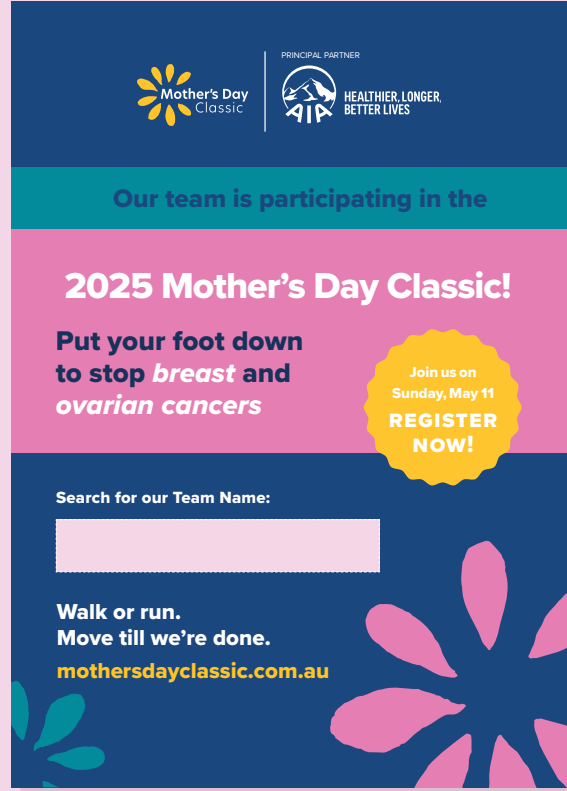 PRINCIPAL PARTNER
Mother's Day
Classic
AIA
HEALTHIER, LONGER,
BETTER LIVES
Our team is participating in the
2025 Mother's Day Classic!
Put your foot down
to stop breast and
ovarian cancers
Join us on
Sunday, May 11
REGISTER
NOW!
Search for our Team Name:
Walk or run.
Move till we're done.
mothersdayclassic.com.au